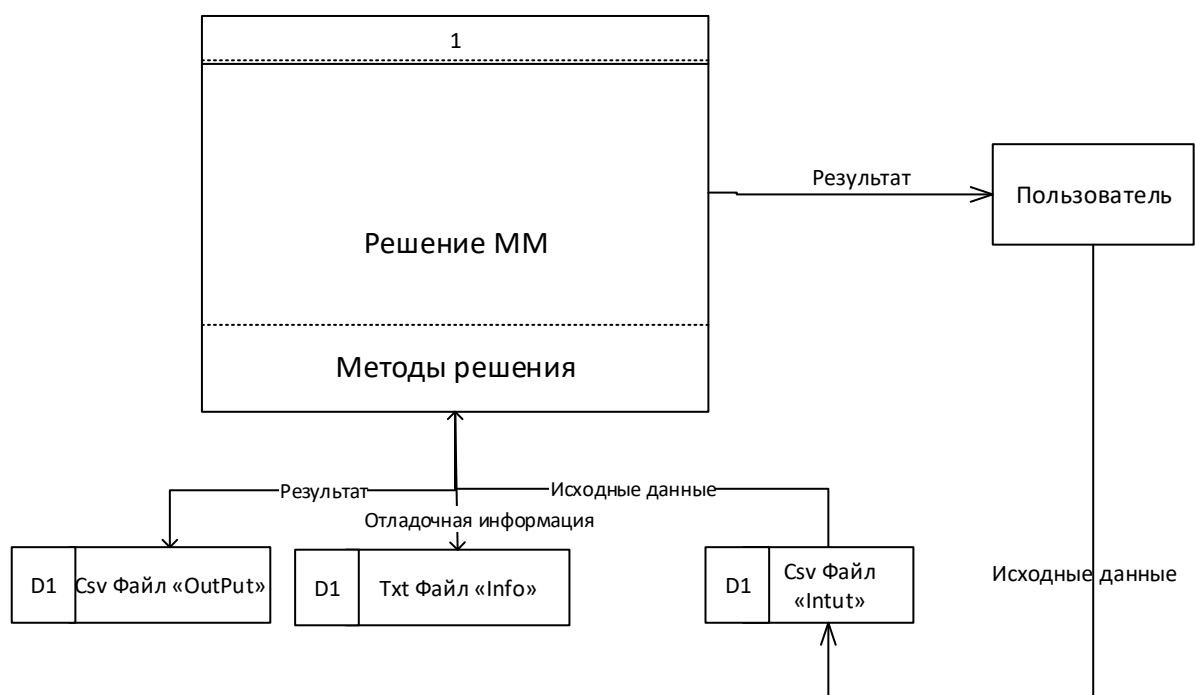 1
Результат
Пользователь
Решение ММ
Методы решения
Результат
Исходные данные
Отладочная информация
D1
Csv Файл «OutPut»
D1
Txt Файл «Info»
D1
Csv Файл
«Intut»
Исходные данные